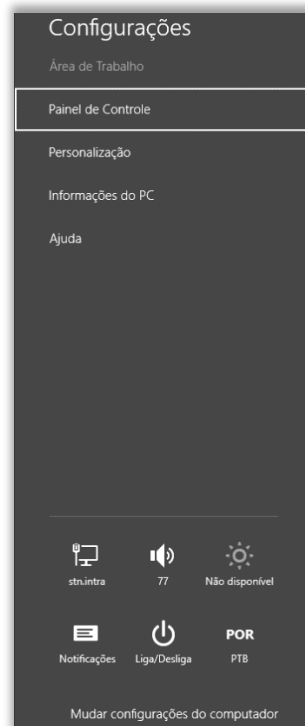 Configurações
Área de Trabalho
Painel de Controle
Personalização
Informações do PC
Ajuda
stn.intra
77
Não disponível
Notificações
Liga/Desliga
POR
PTB
Mudar configurações do computador